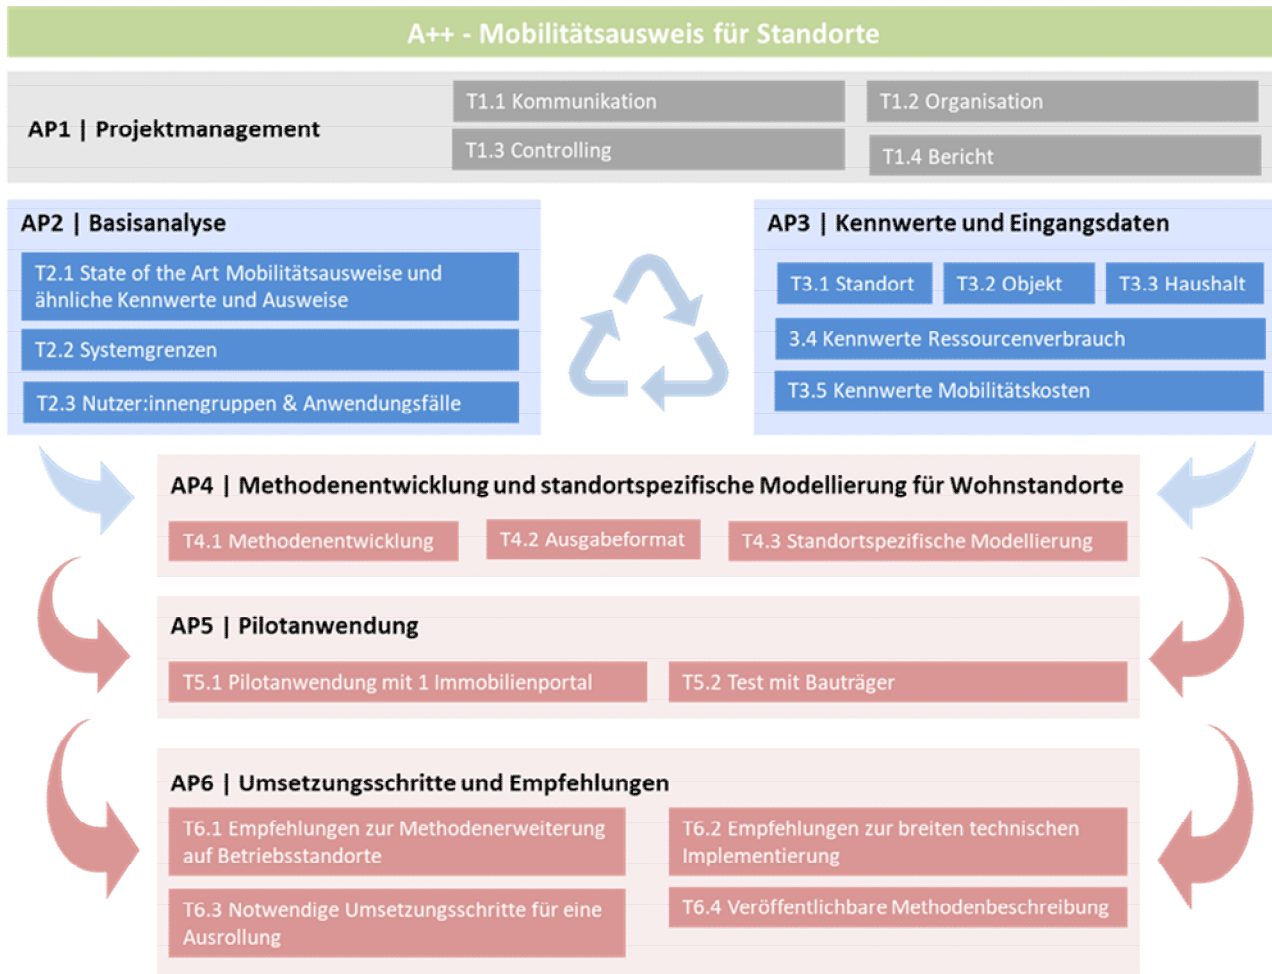 A++ - Mobilitätsausweis für Standorte
AP1 | Projektmanagement
T1.1 Kommunikation
T1.2 Organisation
T1.3 Controlling
T1.4 Bericht
AP2 | Basisanalyse
T2.1 State of the Art Mobilitätsausweise und
ähnliche Kennwerte und Ausweise
T2.2 Systemgrenzen
T2.3 Nutzer:innengruppen & Anwendungsfälle
AP3 | Kennwerte und Eingangsdaten
T3.1 Standort
T3.2 Objekt
T3.3 Haushalt
3.4 Kennwerte Ressourcenverbrauch
T3.5 Kennwerte Mobilitätskosten
AP4 | Methodenentwicklung und standortspezifische Modellierung für Wohnstandorte
T4.1 Methodenentwicklung
T4.2 Ausgabeformat
T4.3 Standortspezifische Modellierung
AP5 | Pilotanwendung
T5.1 Pilotanwendung mit 1 Immobilienportal
T5.2 Test mit Bauträger
AP6 | Umsetzungsschritte und Empfehlungen
T6.1 Empfehlungen zur Methodenerweiterung
auf Betriebsstandorte
T6.2 Empfehlungen zur breiten technischen
Implementierung
T6.3 Notwendige Umsetzungsschritte für eine
Ausrollung
T6.4 Veröffentlichbare Methodenbeschreibung